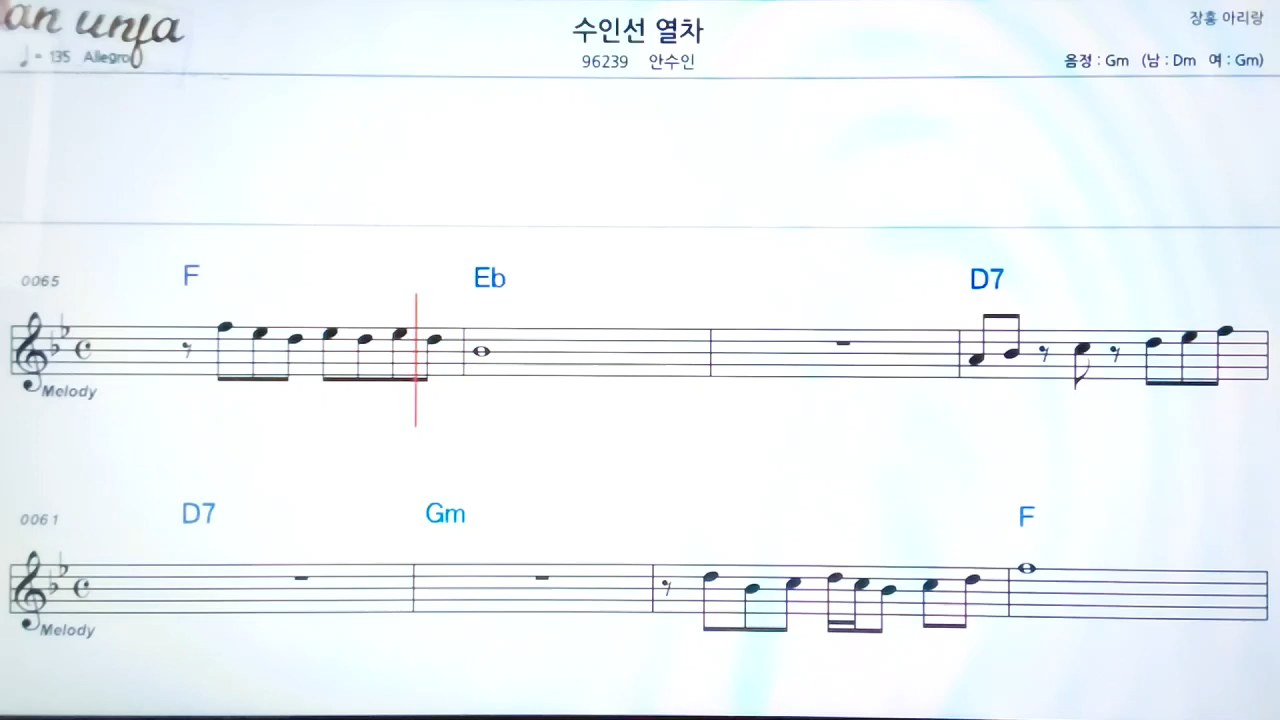 an unfa
수인선 열차
장흥 아리랑
♩ = 135 Allegro
96239 안수인
음정 : Gm (남 : Dm 여 : Gm)
0065 F Eb D7
Melody
0061 D7 Gm F
Melody